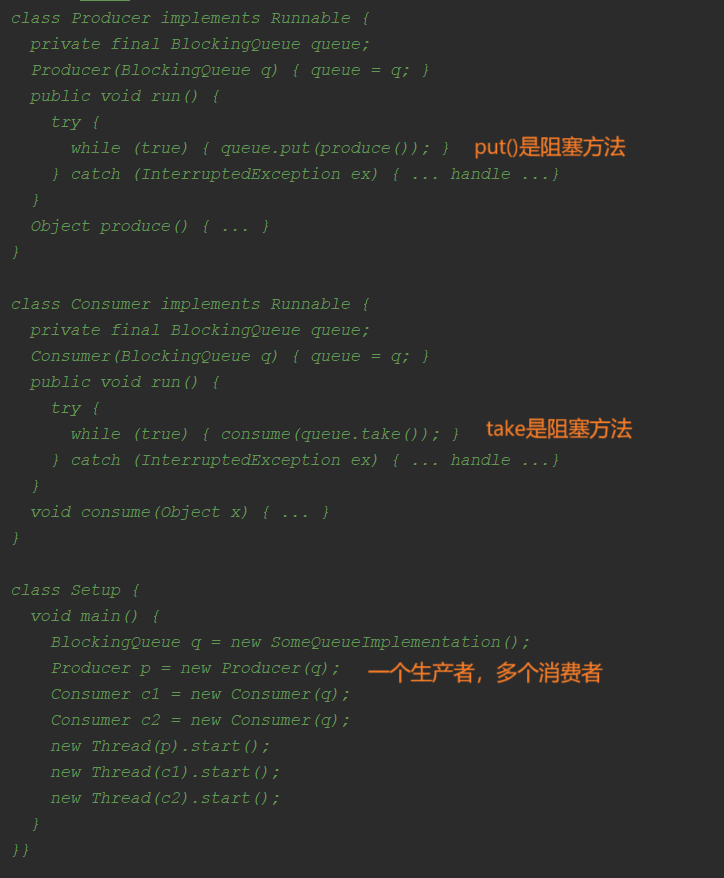 class Producer implements Runnable {
  private final BlockingQueue queue;
  Producer(BlockingQueue q) { queue = q; }
  public void run() {
    try {
      while (true) { queue.put(produce()); } put()是阻塞方法
    } catch (InterruptedException ex) { ... handle ...}
  }
  Object produce() { ... }
}

class Consumer implements Runnable {
  private final BlockingQueue queue;
  Consumer(BlockingQueue q) { queue = q; }
  public void run() {
    try {
      while (true) { consume(queue.take()); } take是阻塞方法
    } catch (InterruptedException ex) { ... handle ...}
  }
  void consume(Object x) { ... }
}

class Setup {
  void main() {
    BlockingQueue q = new SomeQueueImplementation();
    Producer p = new Producer(q); 一个生产者，多个消费者
    Consumer c1 = new Consumer(q);
    Consumer c2 = new Consumer(q);
    new Thread(p).start();
    new Thread(c1).start();
    new Thread(c2).start();
  }
}}